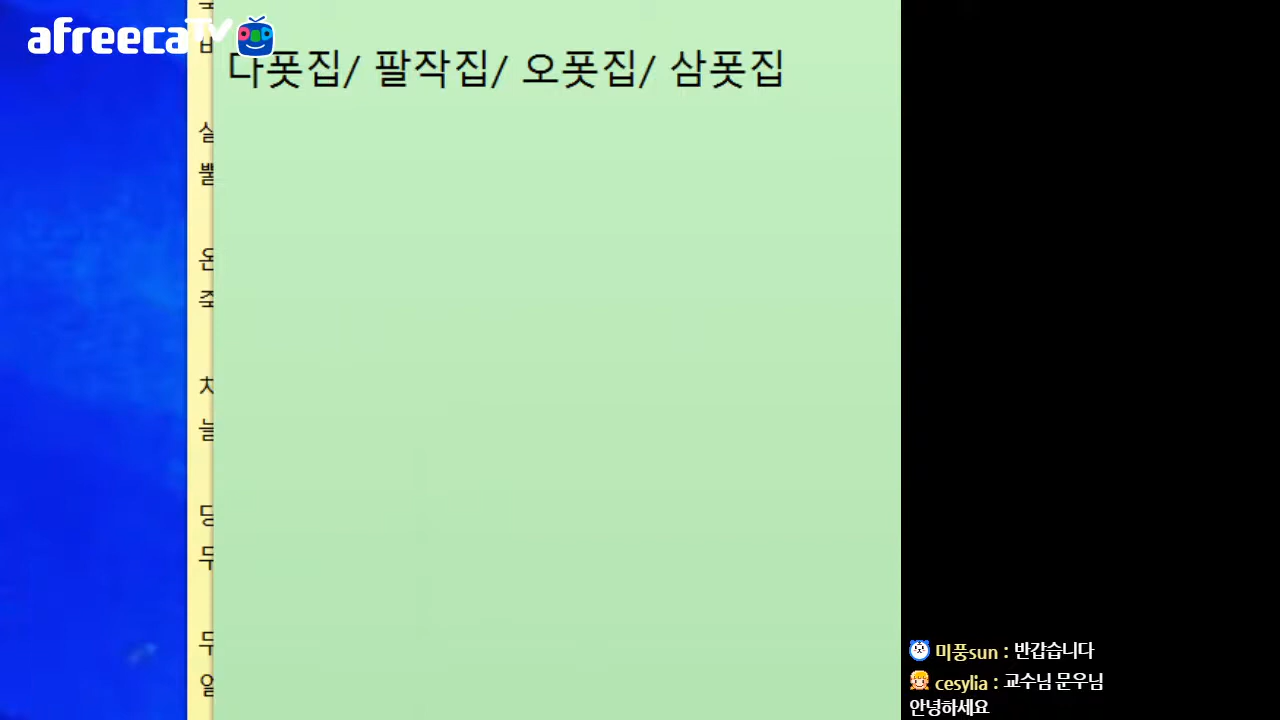 afreecaTV
다폿집/ 팔작집/ 오폿집/ 삼폿집
미풍sun : 반갑습니다
cesylia : 교수님 문우님
안녕하세요